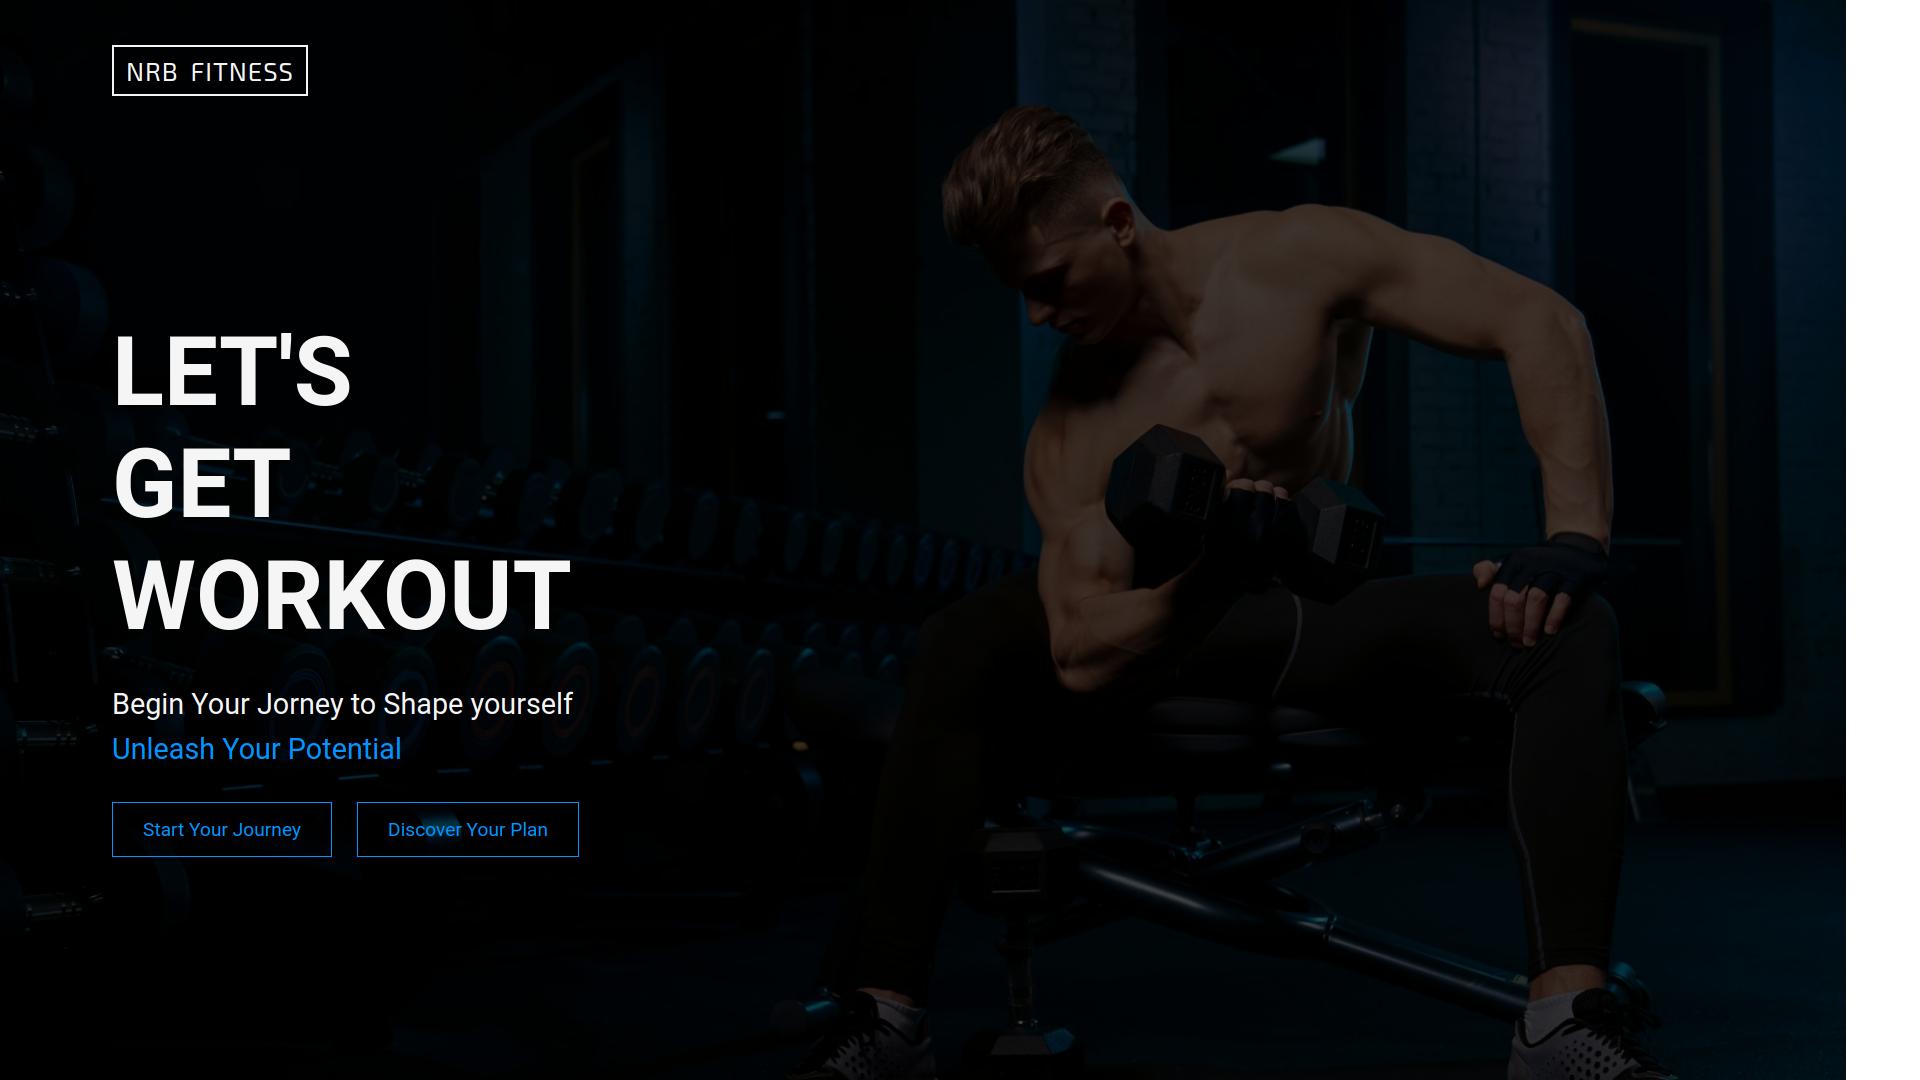 NRB FITNESS
LET'S
GET
WORKOUT
Begin Your Jorney to Shape yourself
Unleash Your Potential
Start Your Journey
Discover Your Plan